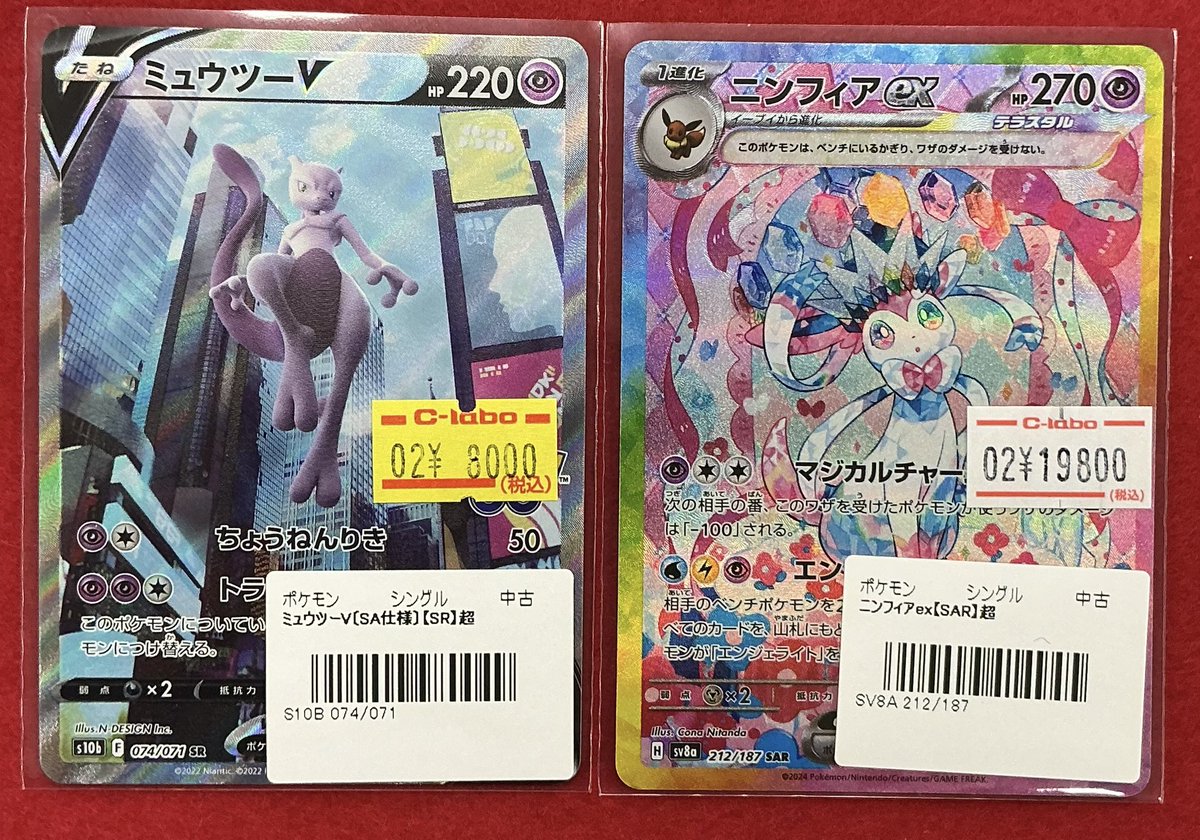 たね
ミュウツーV
HP 220
C-labo
02¥ 8000
(税込)
ちょうねんりき 50
トラ
このポケモンについてい
モンにつけ替える。
弱点 ×2 抵抗力
Illus. N-DESIGN Inc.
s10b F 074/071 SR
©2022 Niantic. ©2022
ポケモン シングル 中古
ミュウツーV〔SA仕様〕【SR】超
S10B 074/071
1進化
ニンフィアex
HP 270
イーブイから進化
テラスタル
このポケモンは、ベンチにいるかぎり、ワザのダメージを受けない。
C-labo
02¥19800
(税込)
マジカルチャー
次の相手の番、このワザを受けたポケモンが使うワザのダメージ
は「-100」される。
エン
相手のベンチポケモンを2
べてのカードを、山札にもど
モンが「エンジェライト」を
弱点 ×2 抵抗力
Illus. Cona Nitanda
H sv8a 212/187 SAR
©2024 Pokémon/Nintendo/Creatures/GAME FREAK.
ポケモン シングル 中古
ニンフィアex【SAR】超
SV8A 212/187